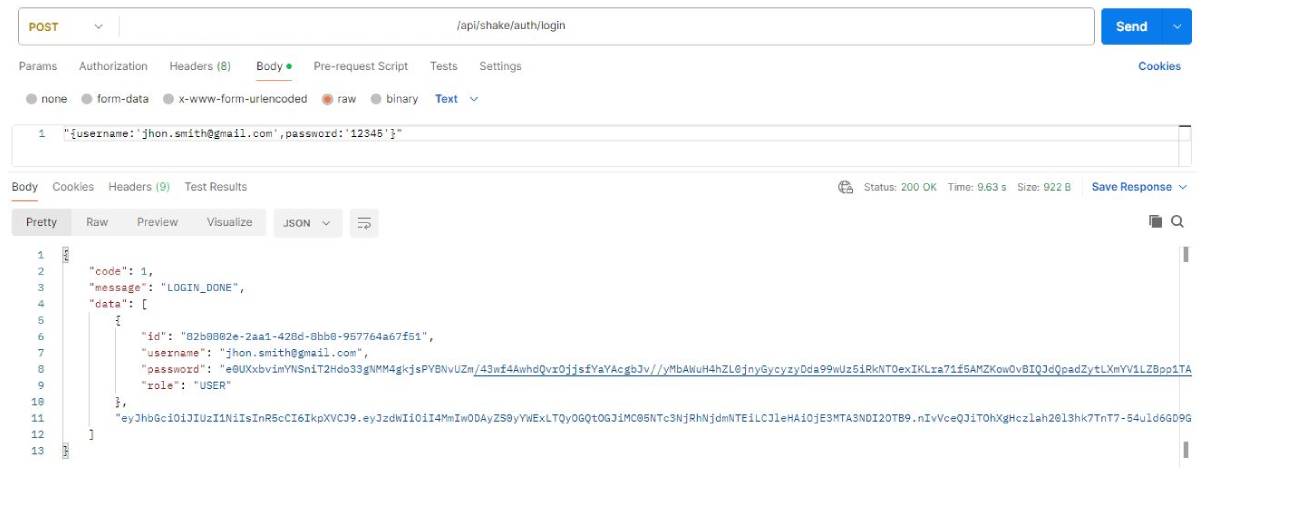 POST /api/shake/auth/login Send
Params Authorization Headers (8) Body Pre-request Script Tests Settings Cookies
none form-data x-www-form-urlencoded raw binary Text
1 "{username:'jhon.smith@gmail.com',password:'12345'}"
Body Cookies Headers (9) Test Results Status: 200 OK Time: 9.63 s Size: 922 B Save Response
Pretty Raw Preview Visualize JSON
1 {
2 "code": 1,
3 "message": "LOGIN_DONE",
4 "data": [
5 {
6 "id": "82b0802e-2aa1-428d-8bb0-957764a67f51",
7 "username": "jhon.smith@gmail.com",
8 "password": "e0UXxbvimYNSniT2Hdo33gNMM4gkjsPYBNvUZm/43wf4AwhdQvrOjjsfYaYAcgbJv//yMbAWuH4hZL0jnyGycyzyDda99wUz5iRkNTOexIKLra71f5AMZKowOvBIQJdQpadZytLXmYV1LZBpp1TA
9 "role": "USER"
10 },
11 "eyJhbGciOiJIUzI1NiIsInR5cCI6IkpXVCJ9.eyJzdWIiOiI4MmIwODAyZS0yYWExLTQyOGQtOGJiMC05NTc3NjRhNjdmNTEiLCJleHAiOjE3MTA3NDI2OTB9.nIvVceQJiTOhXgHczlah20l3hk7TnT7-54uld6GD9G
12 ]
13 }